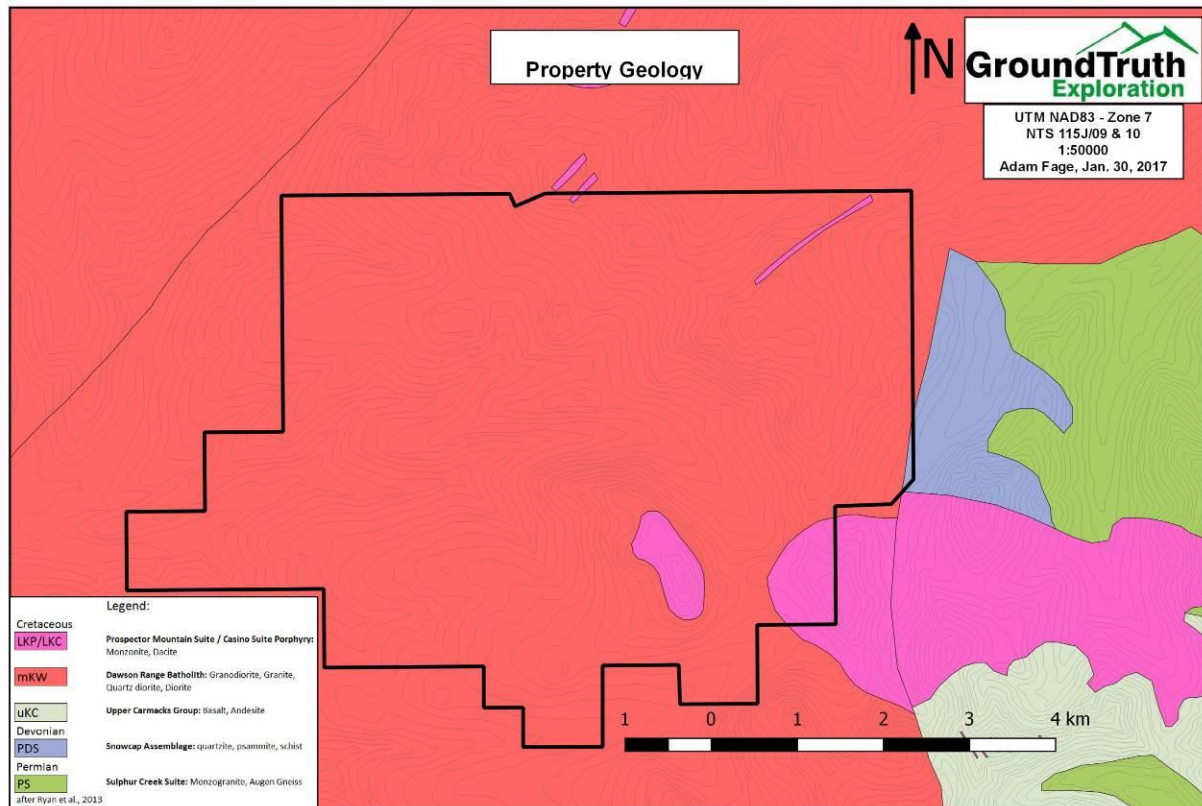 Property Geology
N
GroundTruth
Exploration
UTM NAD83 - Zone 7
NTS 115J/09 & 10
1:50000
Adam Fage, Jan. 30, 2017
1 0 1 2 3 4 km
Legend:
Cretaceous
LKP/LKC
Prospector Mountain Suite / Casino Suite Porphyry:
Monzonite, Dacite
mKW
Dawson Range Batholith: Granodiorite, Granite,
Quartz diorite, Diorite
uKC
Upper Carmacks Group: Basalt, Andesite
Devonian
PDS
Snowcap Assemblage: quartzite, psammite, schist
Permian
PS
Sulphur Creek Suite: Monzogranite, Augen Gneiss
after Ryan et al., 2013